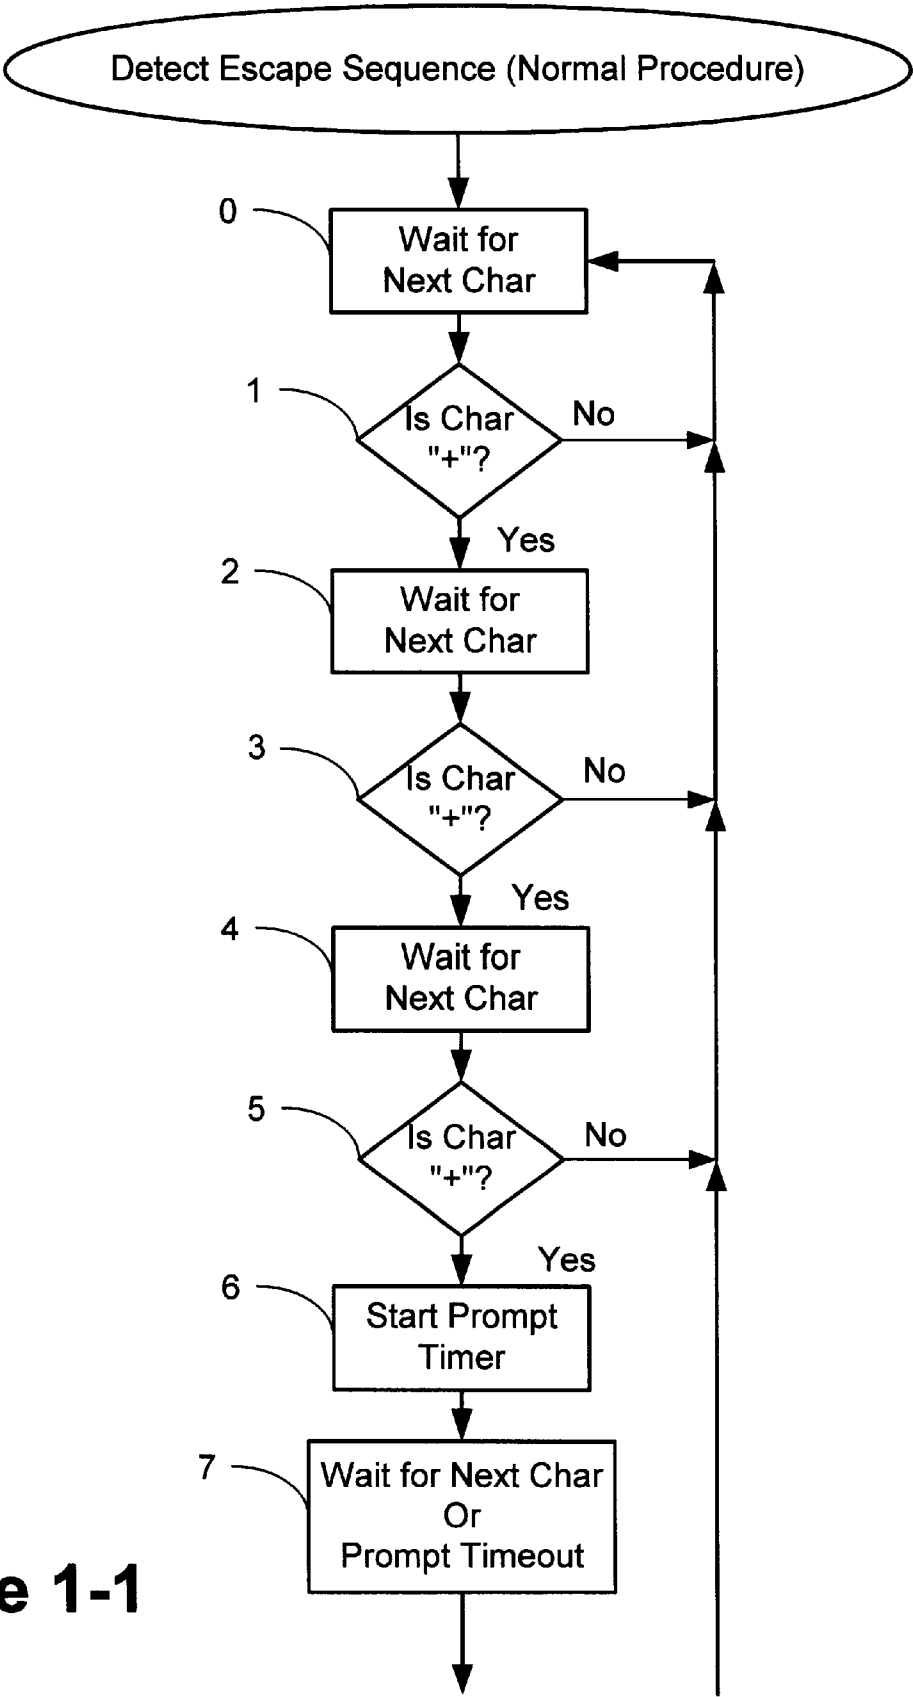 Detect Escape Sequence (Normal Procedure)
0
Wait for
Next Char
1
Is Char
"+"?
No
Yes
2
Wait for
Next Char
3
Is Char
"+"?
No
Yes
4
Wait for
Next Char
5
Is Char
"+"?
No
Yes
6
Start Prompt
Timer
7
Wait for Next Char
Or
Prompt Timeout
e 1-1